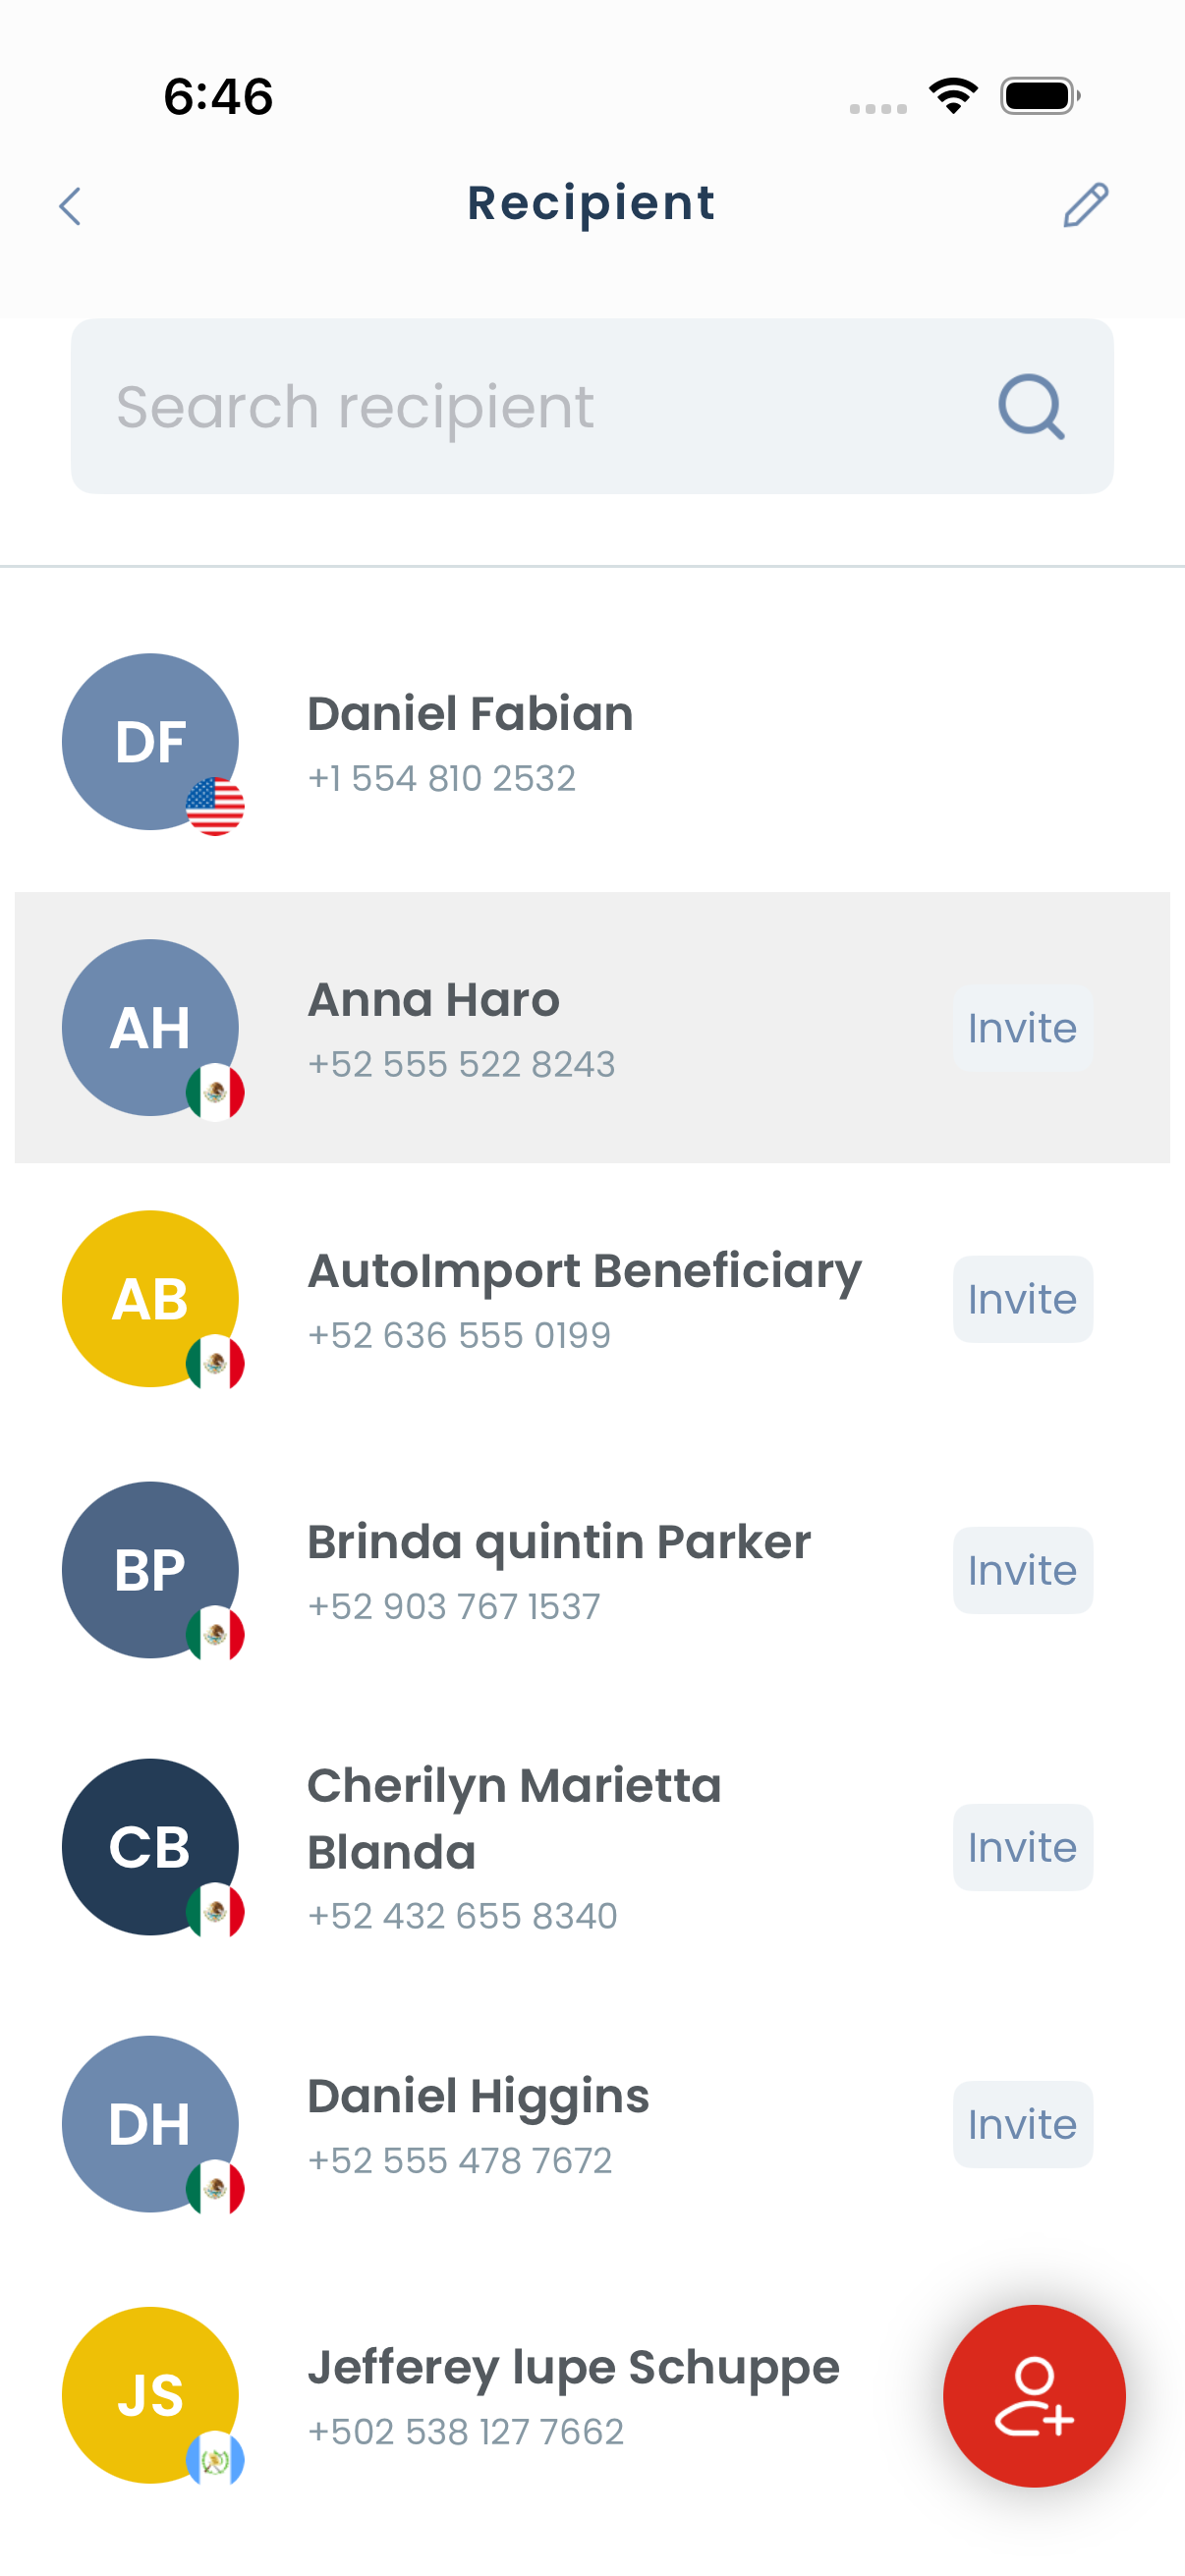 6:46
Recipient
Search recipient
DF
Daniel Fabian
+1 554 810 2532
AH
Anna Haro
+52 555 522 8243
Invite
AB
AutoImport Beneficiary
+52 636 555 0199
Invite
BP
Brinda quintin Parker
+52 903 767 1537
Invite
CB
Cherilyn Marietta
Blanda
+52 432 655 8340
Invite
DH
Daniel Higgins
+52 555 478 7672
Invite
JS
Jefferey lupe Schuppe
+502 538 127 7662